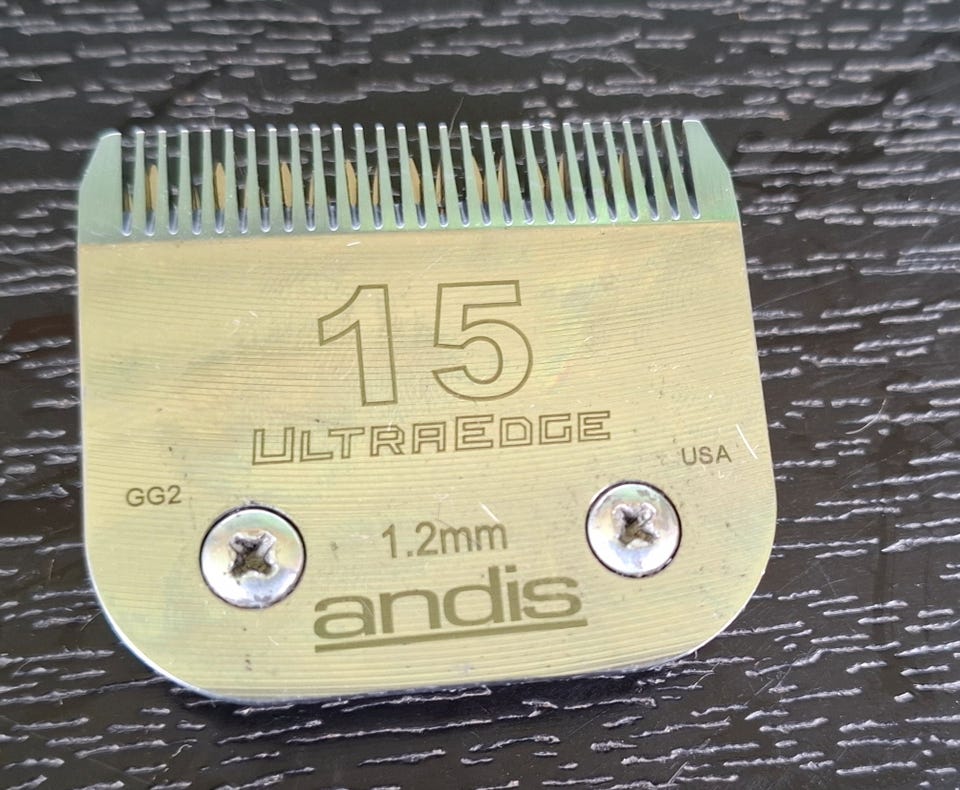 15
ULTRAEDGE
GG2
USA
1.2mm
andis